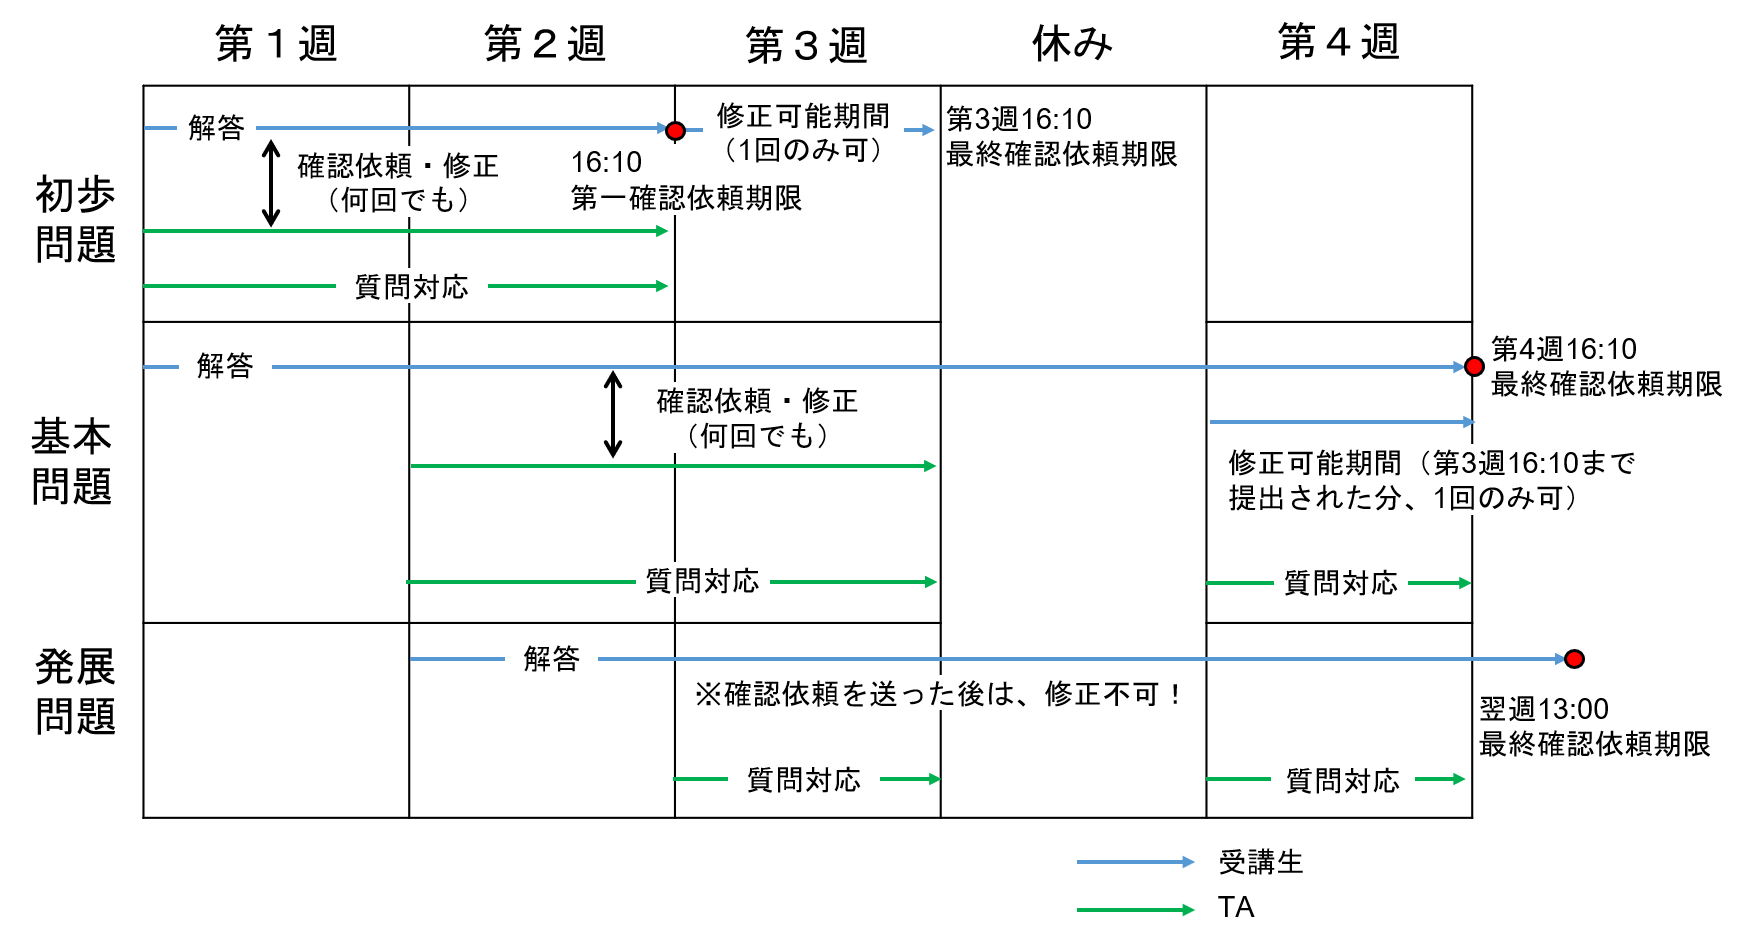 第１週
第２週
第３週
休み
第４週
初歩
問題
解答
確認依頼・修正
（何回でも）
16:10
第一確認依頼期限
修正可能期間
（1回のみ可）
第3週16:10
最終確認依頼期限
質問対応
基本
問題
解答
確認依頼・修正
（何回でも）
第4週16:10
最終確認依頼期限
修正可能期間（第3週16:10まで
提出された分、1回のみ可）
質問対応
質問対応
発展
問題
解答
※確認依頼を送った後は、修正不可！
翌週13:00
最終確認依頼期限
質問対応
質問対応
受講生
TA